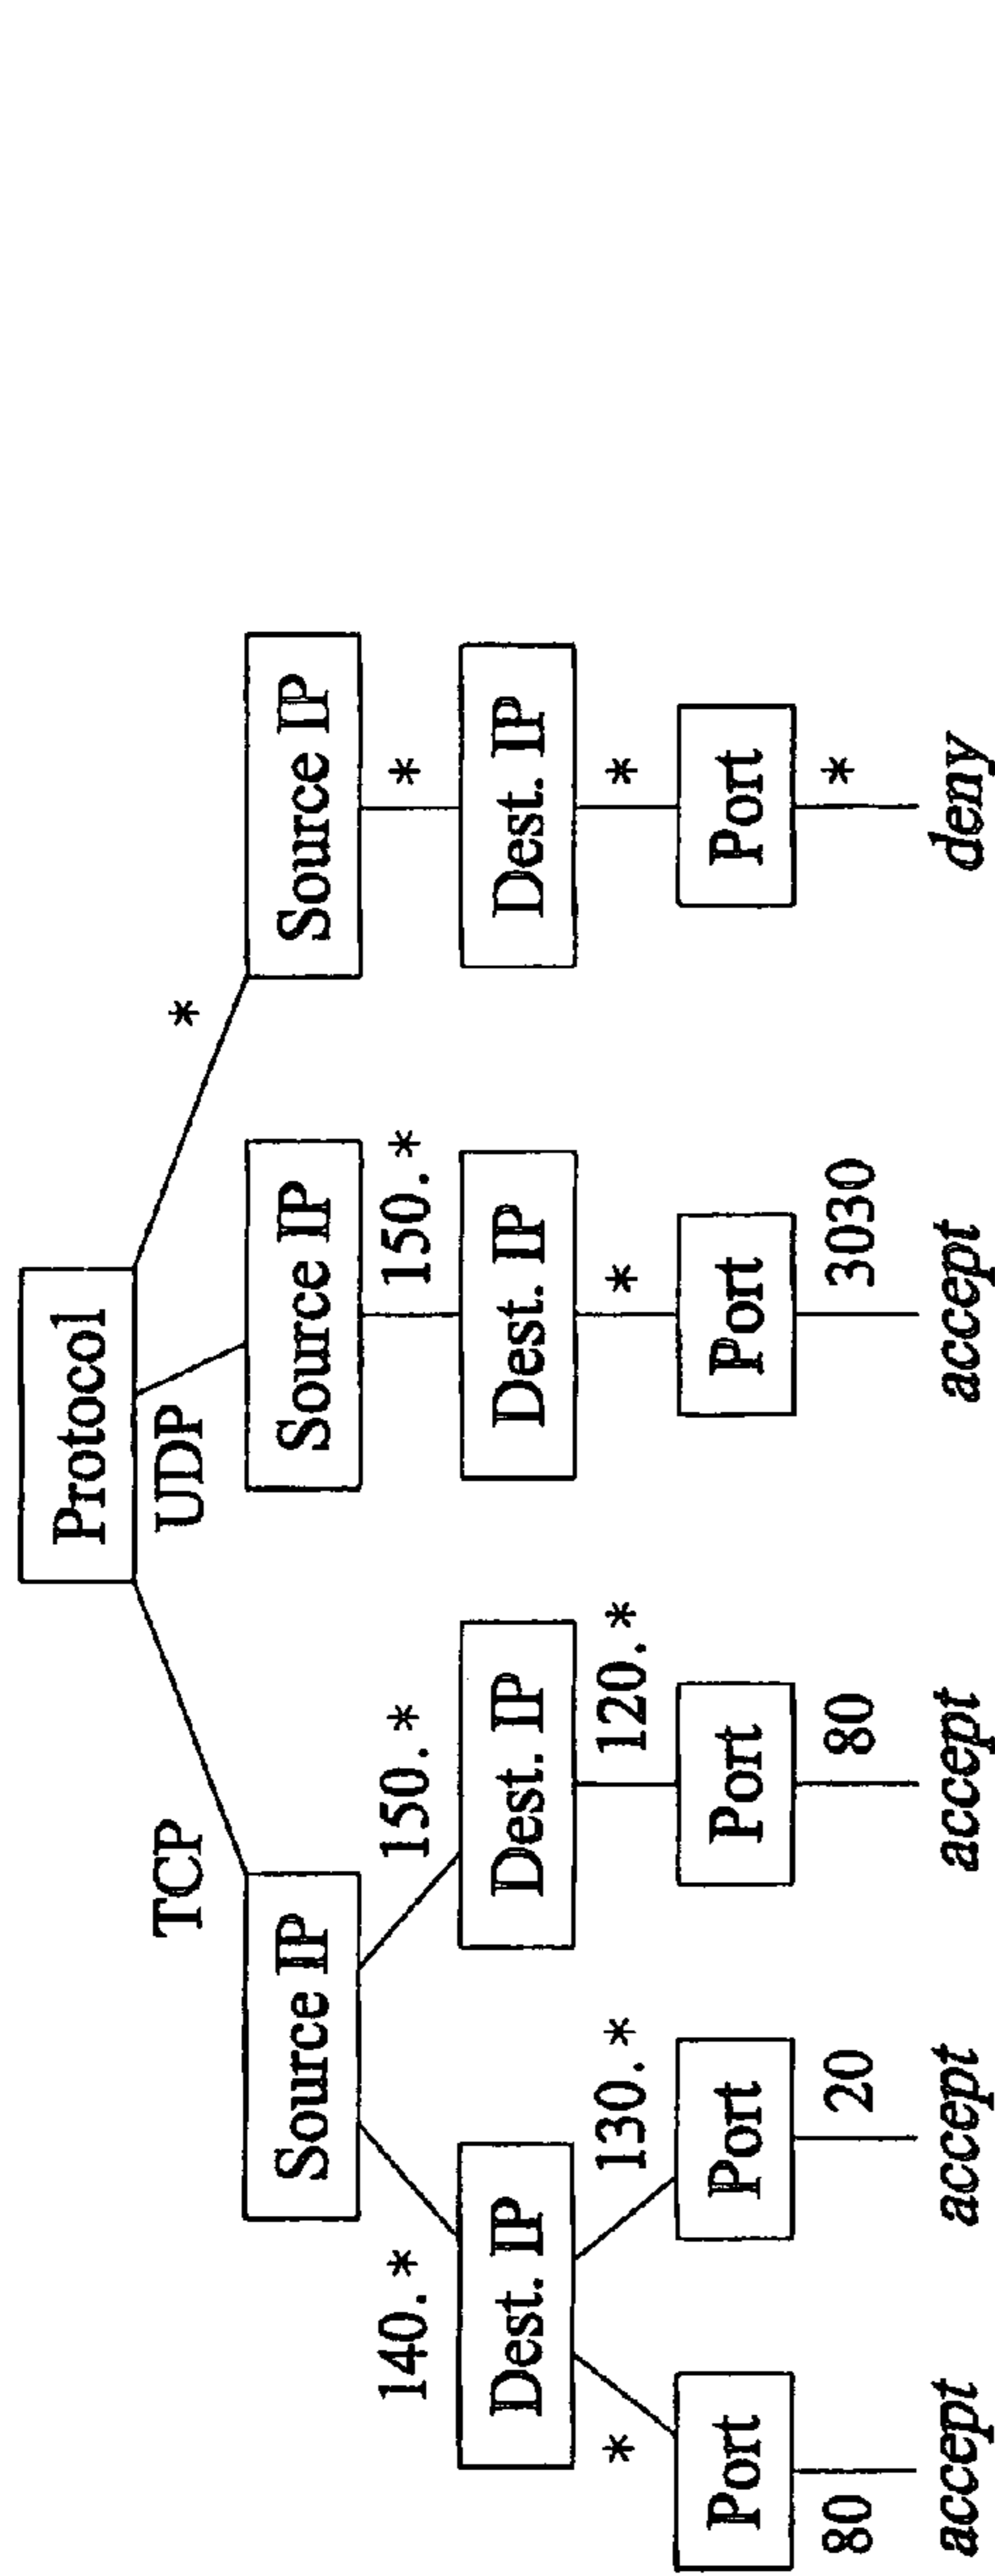 Protocol
TCP
UDP
*
Source IP
Source IP
Source IP
140.*
150.*
150.*
*
Dest. IP
Dest. IP
Dest. IP
Dest. IP
*
130.*
120.*
*
*
Port
Port
Port
Port
Port
80
20
80
3030
*
accept
accept
accept
accept
deny